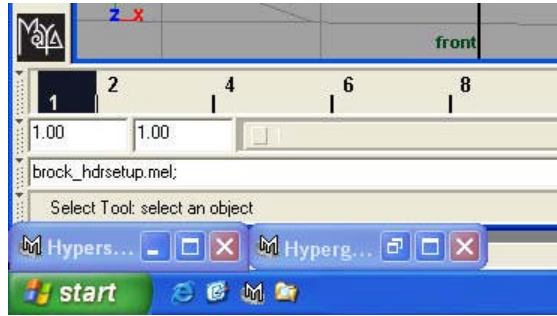 z x
Maya
front
1 2 4 6 8
1.00 1.00
brock_hdrsetup.mel;
Select Tool: select an object
Hypers... Hyperg...
start